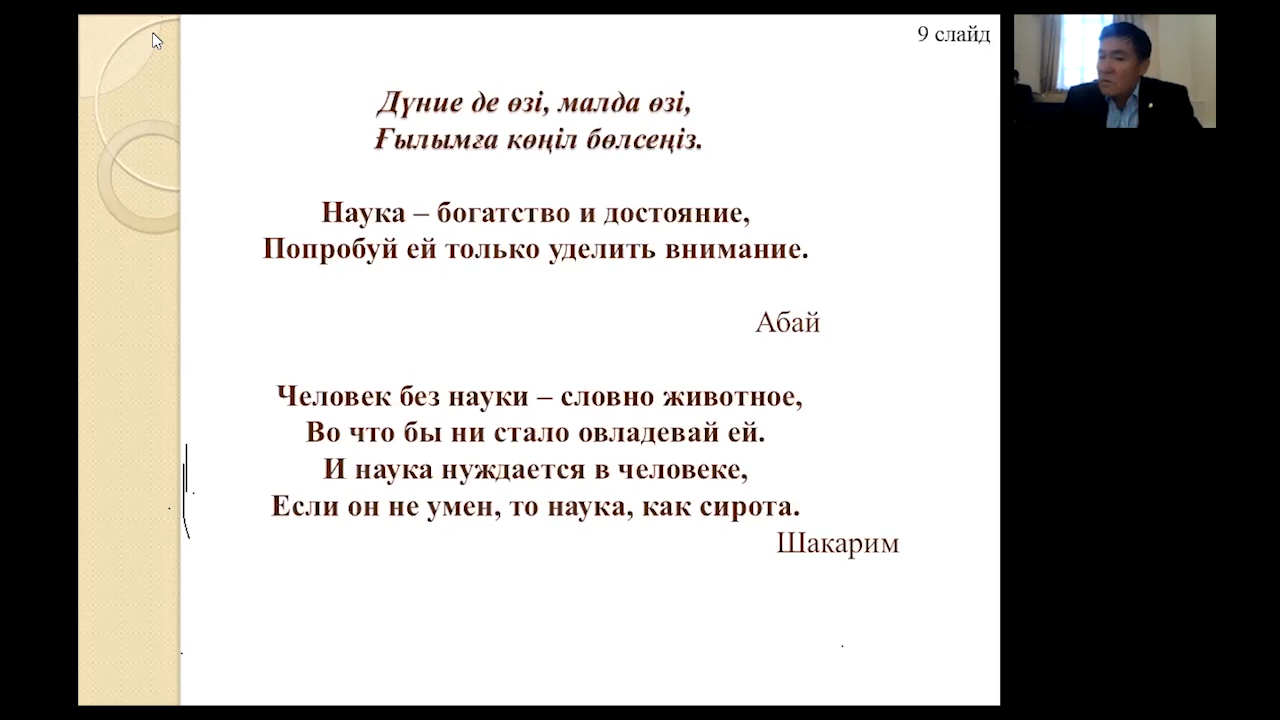 9 слайд
Дүние де өзі, малда өзі,
Ғылымға көңіл бөлсеңіз.
Наука – богатство и достояние,
Попробуй ей только уделить внимание.
Абай
Человек без науки – словно животное,
Во что бы ни стало овладевай ей.
И наука нуждается в человеке,
Если он не умен, то наука, как сирота.
Шакарим